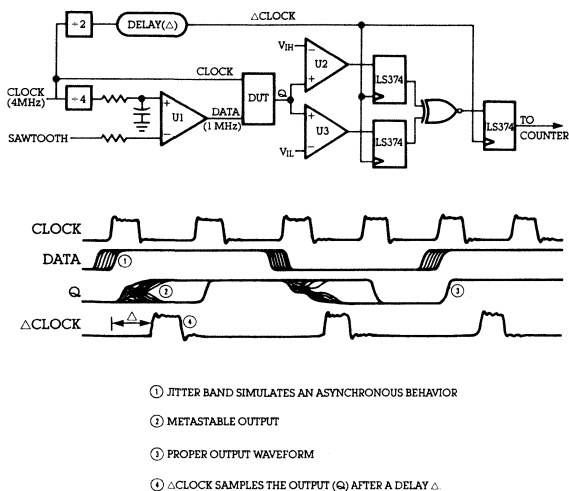 ÷2
DELAY(△)
△CLOCK
VIH
U2
LS374
CLOCK
DUT
Q
CLOCK
(4MHz)
÷4
U1
DATA
(1 MHz)
SAWTOOTH
U3
VIL
LS374
LS374
TO
COUNTER
+
−
−
+
+
−
CLOCK
DATA
①
Q
②
③
△CLOCK
△
④
① JITTER BAND SIMULATES AN ASYNCHRONOUS BEHAVIOR
② METASTABLE OUTPUT
③ PROPER OUTPUT WAVEFORM
④ △CLOCK SAMPLES THE OUTPUT (Q) AFTER A DELAY △.